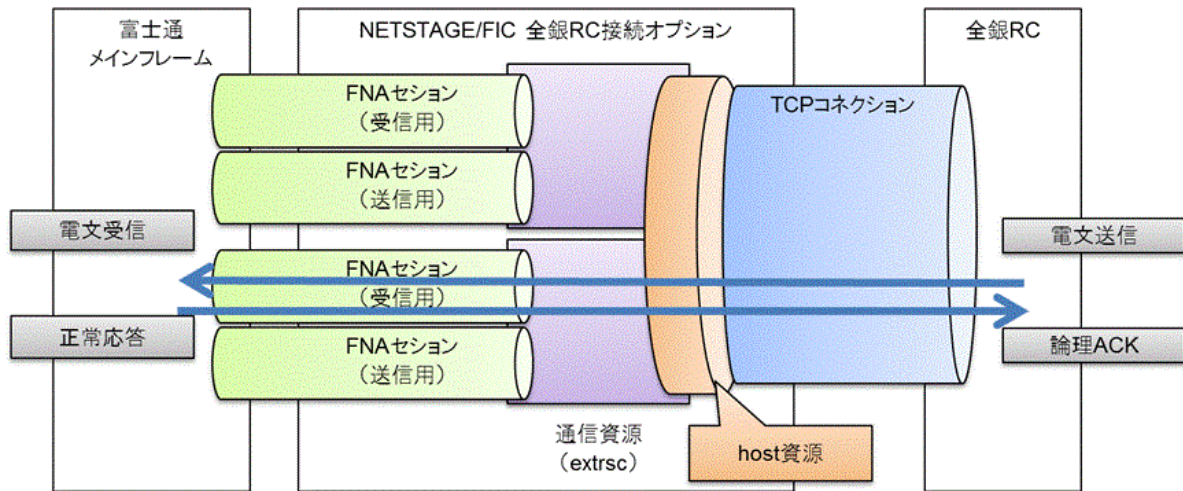 富士通
メインフレーム
NETSTAGE/FIC 全銀RC接続オプション
全銀RC
FNAセション
（受信用）
TCPコネクション
FNAセション
（送信用）
電文受信
電文送信
FNAセション
（受信用）
正常応答
論理ACK
FNAセション
（送信用）
通信資源
（extrsc）
host資源